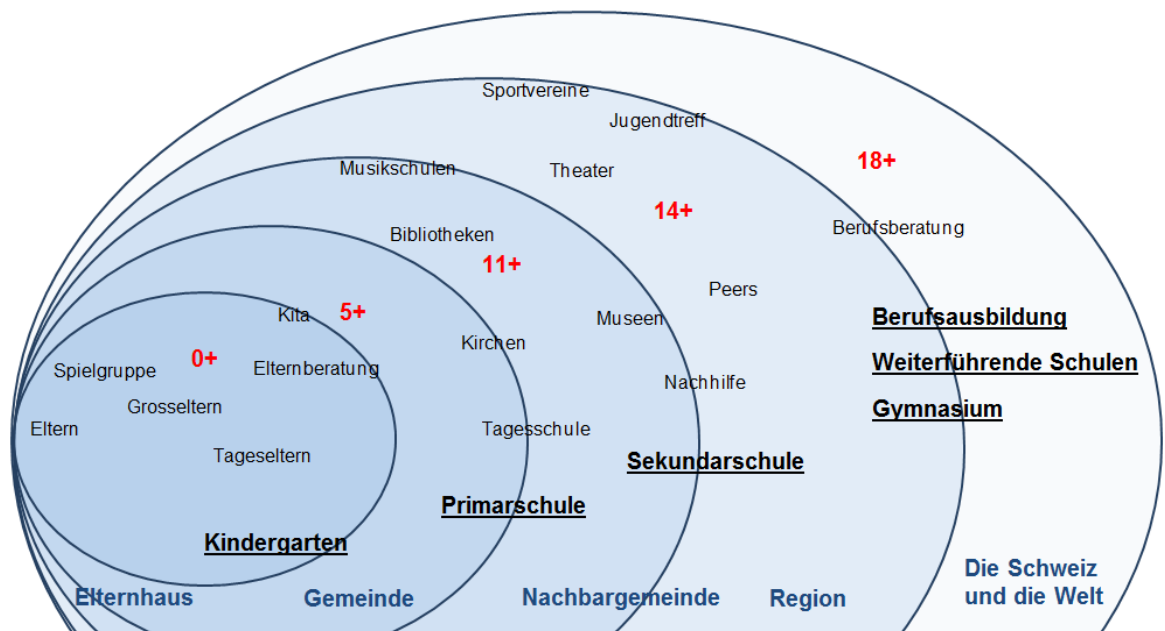 Sportvereine
Jugendtreff
18+
Musikschulen
Theater
14+
Berufsberatung
Bibliotheken
11+
Peers
Kita
5+
Museen
Berufsausbildung
Kirchen
0+
Spielgruppe
Elternberatung
Weiterführende Schulen
Nachhilfe
Grosseltern
Gymnasium
Eltern
Tagesschule
Tageseltern
Sekundarschule
Primarschule
Kindergarten
Elternhaus
Gemeinde
Nachbargemeinde
Region
Die Schweiz
und die Welt